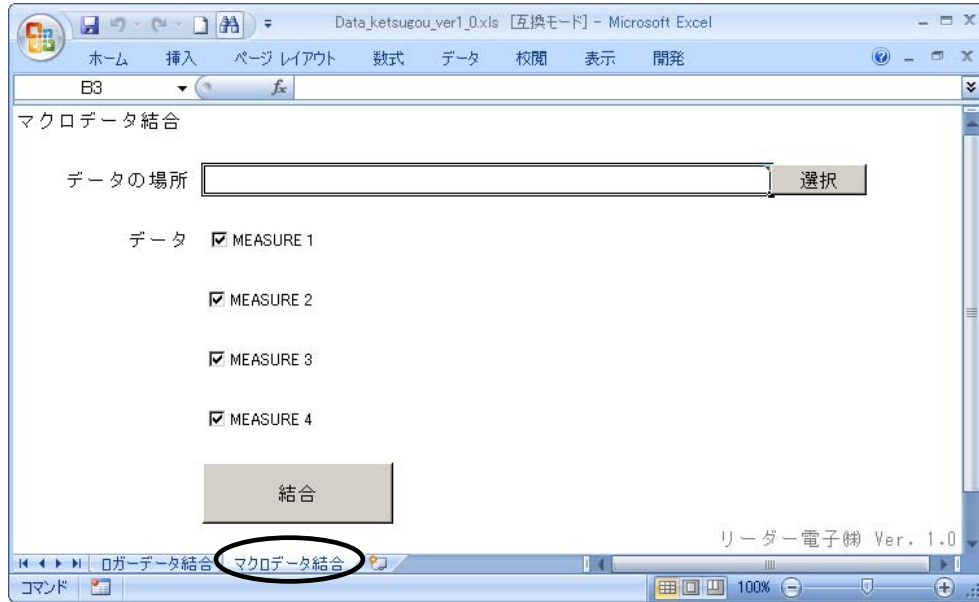 Data_ketsugou_ver1_0.xls [互換モード] - Microsoft Excel
ホーム 挿入 ページ レイアウト 数式 データ 校閲 表示 開発
B3 fx
マクロデータ結合
データの場所 選択
データ MEASURE 1
MEASURE 2
MEASURE 3
MEASURE 4
結合
リーダー電子㈱ Ver. 1.0
ロガーデータ結合 マクロデータ結合
コマンド 100%